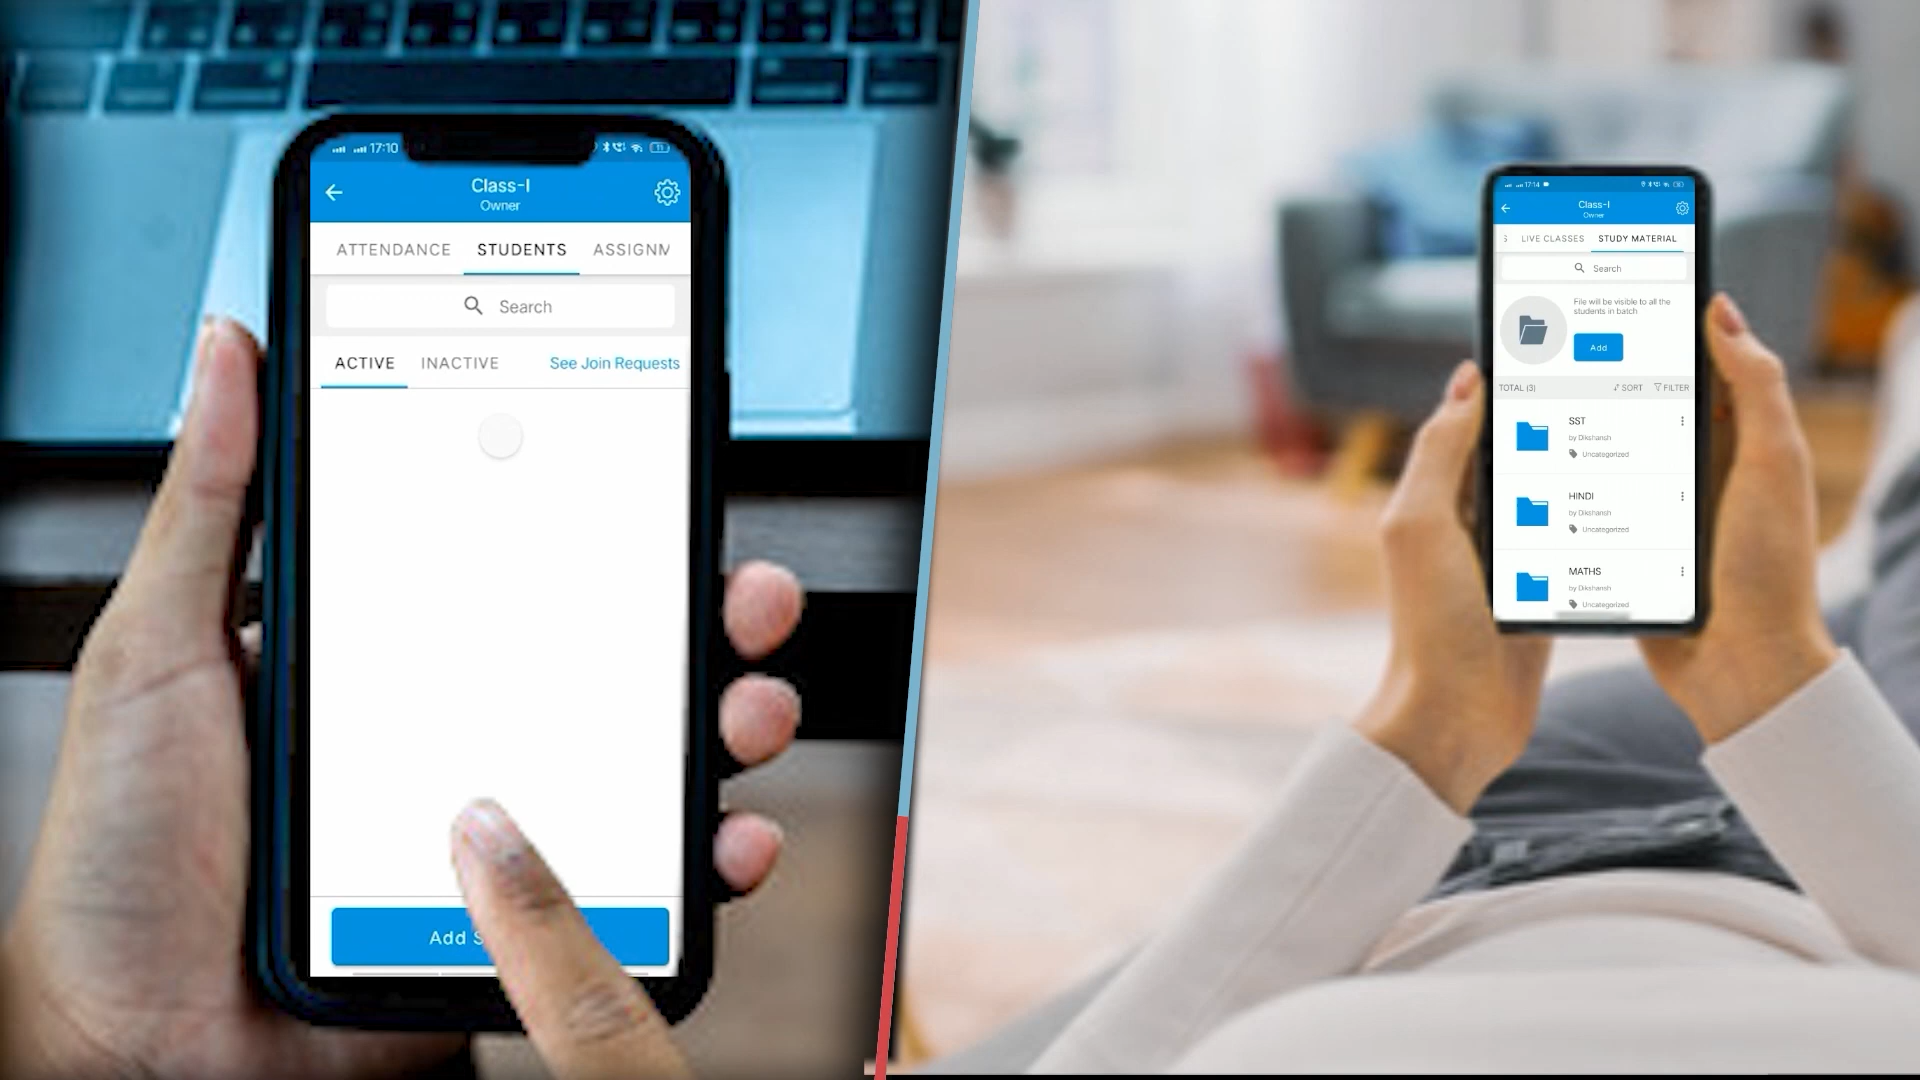 17:10
Class-I
Owner
ATTENDANCE STUDENTS ASSIGNM
Search
ACTIVE INACTIVE See Join Requests
Add
17:14
Class-I
Owner
S LIVE CLASSES STUDY MATERIAL
Search
File will be visible to all the
students in batch
Add
TOTAL (3) SORT FILTER
SST
by Dikshansh
Uncategorized
HINDI
by Dikshansh
Uncategorized
MATHS
by Dikshansh
Uncategorized